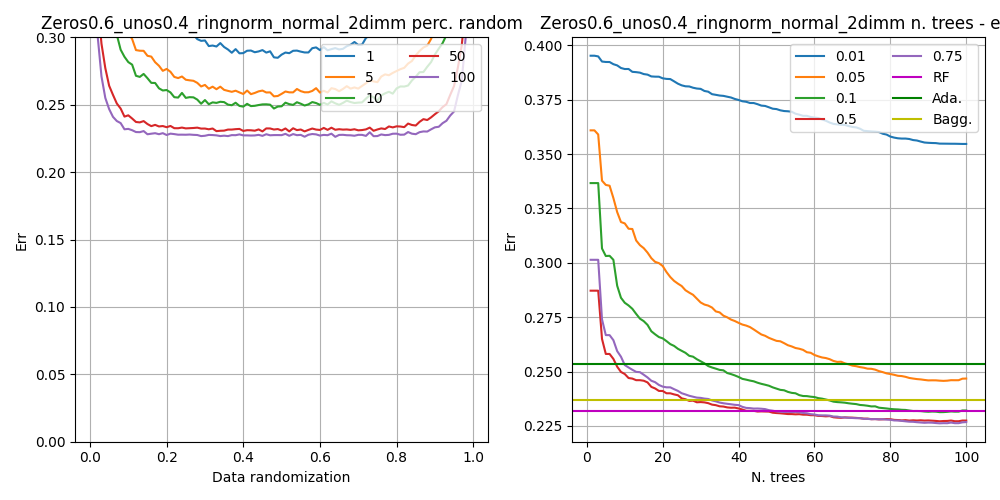 Zeros0.6_unos0.4_ringnorm_normal_2dimm perc. random
0.30
0.25
0.20
0.15
0.10
0.05
0.00
Err
0.0 0.2 0.4 0.6 0.8 1.0
Data randomization
1 50
5 100
10
Zeros0.6_unos0.4_ringnorm_normal_2dimm n. trees - e
0.400
0.375
0.350
0.325
0.300
0.275
0.250
0.225
Err
0 20 40 60 80 100
N. trees
0.01 0.75
0.05 RF
0.1 Ada.
0.5 Bagg.